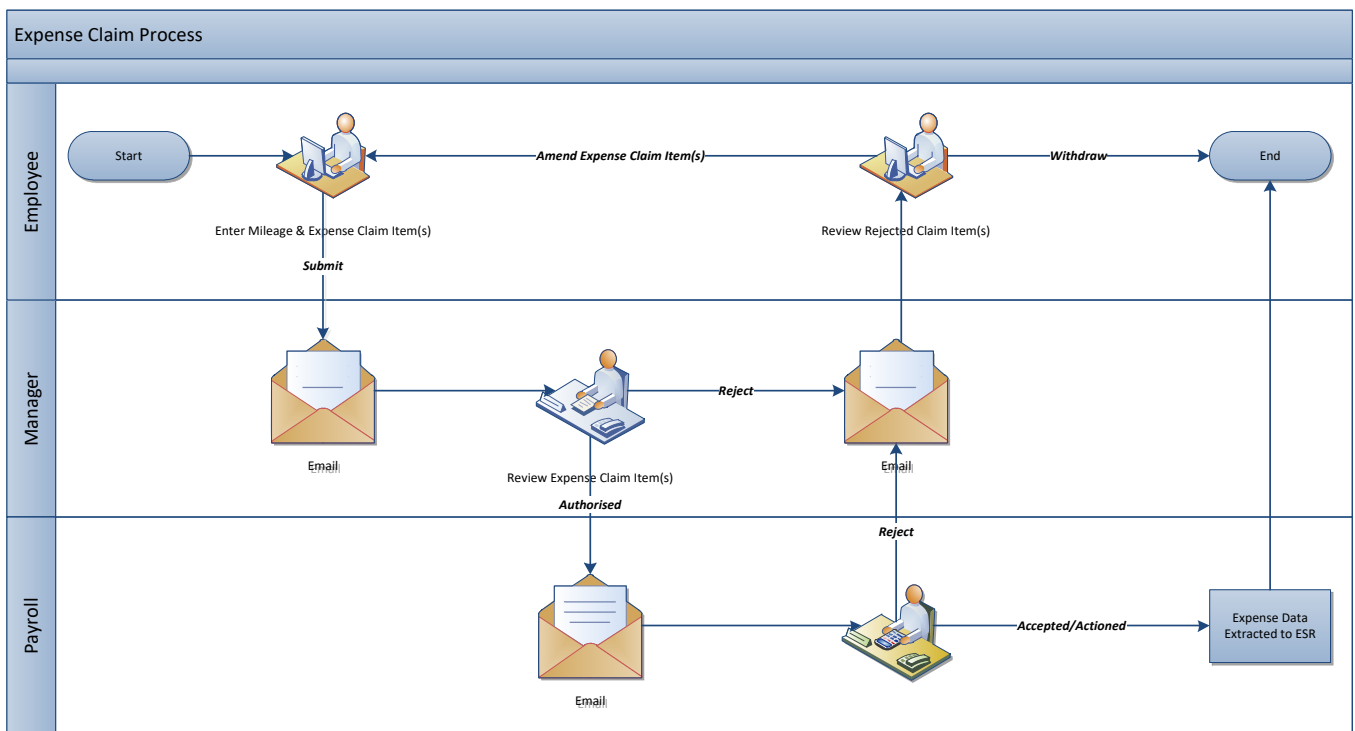 Expense Claim Process
Employee
Start
Amend Expense Claim Item(s)
Withdraw
End
Enter Mileage & Expense Claim Item(s)
Review Rejected Claim Item(s)
Submit
Manager
Reject
Email
Email
Review Expense Claim Item(s)
Authorised
Payroll
Reject
Accepted/Actioned
Expense Data
Extracted to ESR
Email